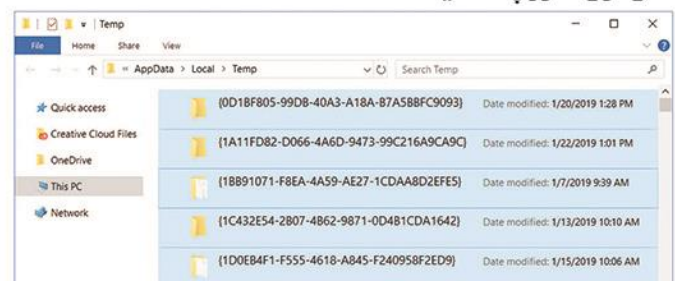 Temp
File Home Share View
AppData > Local > Temp Search Temp
Quick access
Creative Cloud Files
OneDrive
This PC
Network
{0D1BF805-99DB-40A3-A18A-B7A5BBFC9093} Date modified: 1/20/2019 1:28 PM
{1A11FD82-D066-4A6D-9473-99C216A9CA9C} Date modified: 1/22/2019 1:01 PM
{1BB91071-F8EA-4A59-AE27-1CDAA8D2EFE5} Date modified: 1/7/2019 9:39 AM
{1C432E54-2B07-4B62-9871-0D4B1CDA1642} Date modified: 1/13/2019 10:10 AM
{1D0EB4F1-F555-4618-A845-F240958F2ED9} Date modified: 1/15/2019 10:06 AM